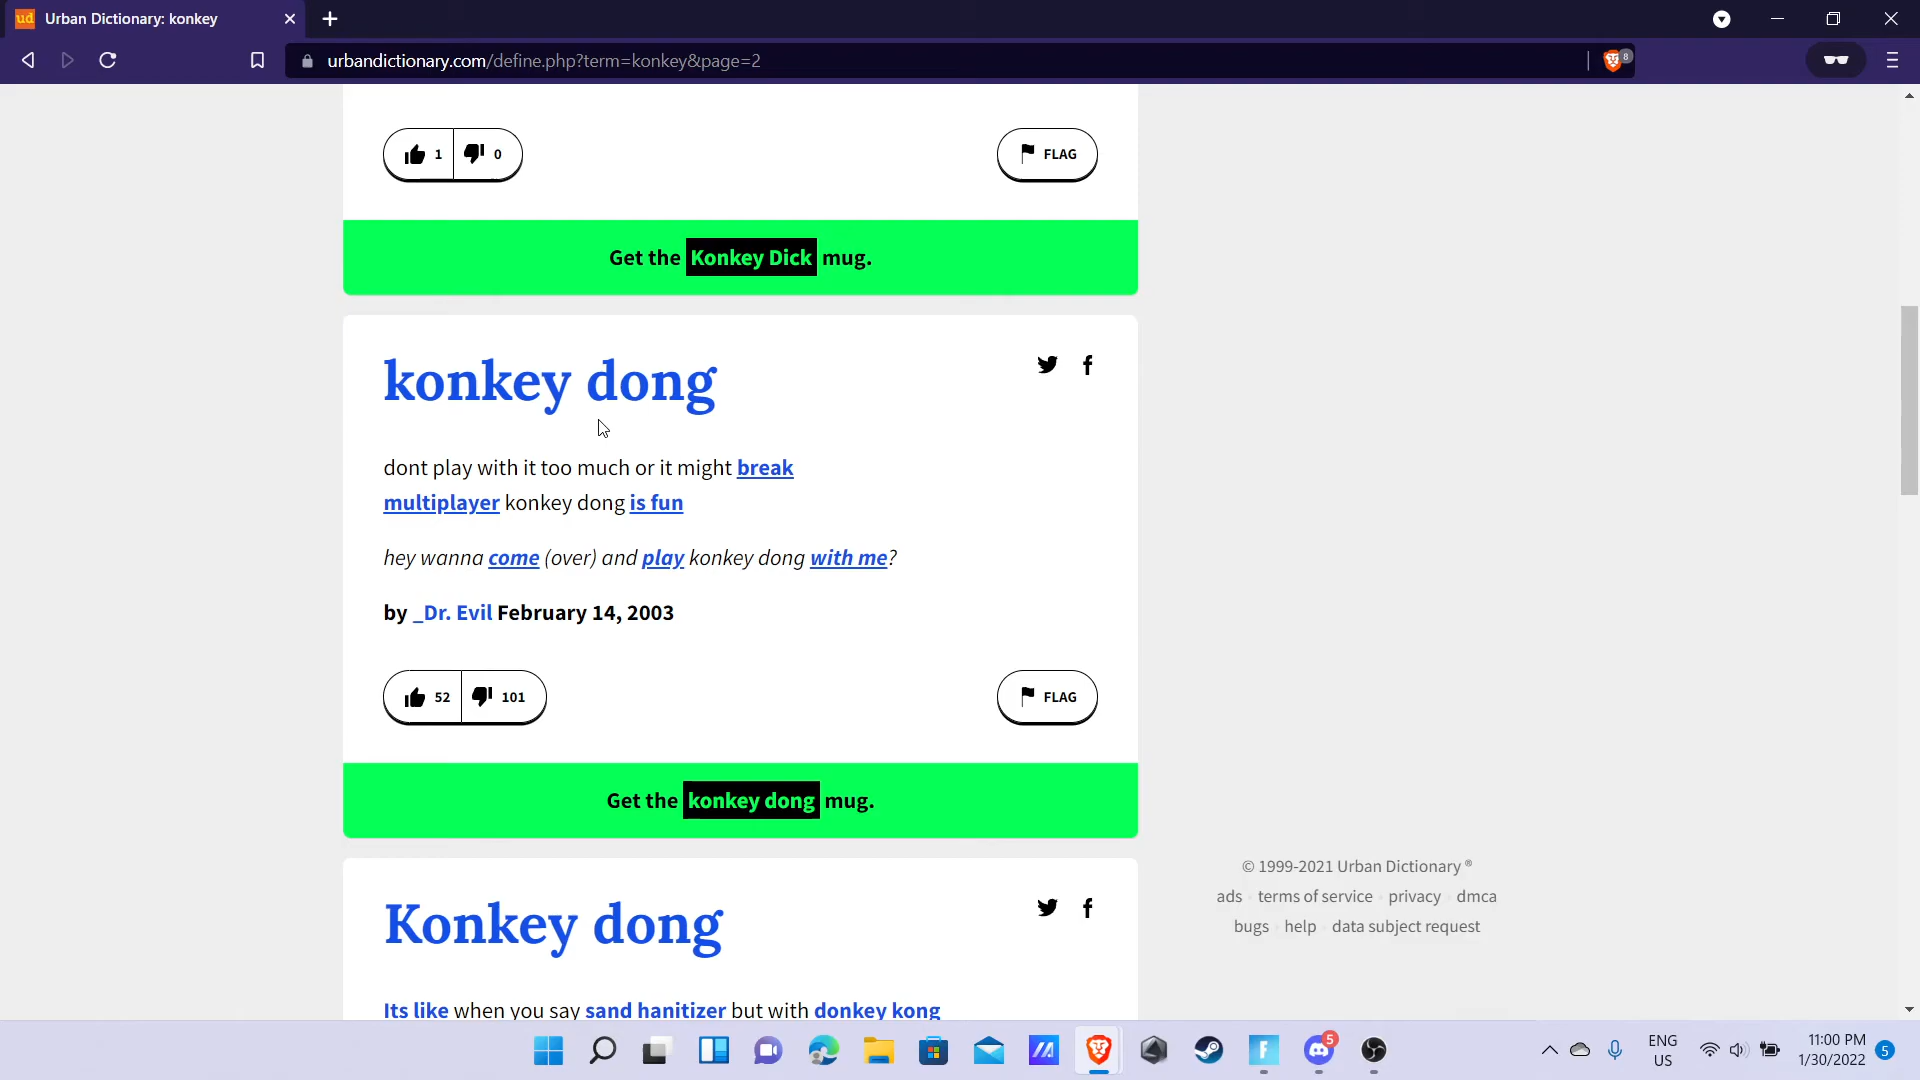 ud Urban Dictionary: konkey
urbandictionary.com/define.php?term=konkey&page=2
8
1 0
FLAG
Get the Konkey Dick mug.
konkey dong
dont play with it too much or it might break
multiplayer konkey dong is fun
hey wanna come (over) and play konkey dong with me?
by _Dr. Evil February 14, 2003
52 101
FLAG
Get the konkey dong mug.
© 1999-2021 Urban Dictionary ®
ads terms of service privacy dmca
bugs help data subject request
Konkey dong
Its like when you say sand hanitizer but with donkey kong
5
ENG
US
11:00 PM
1/30/2022
5